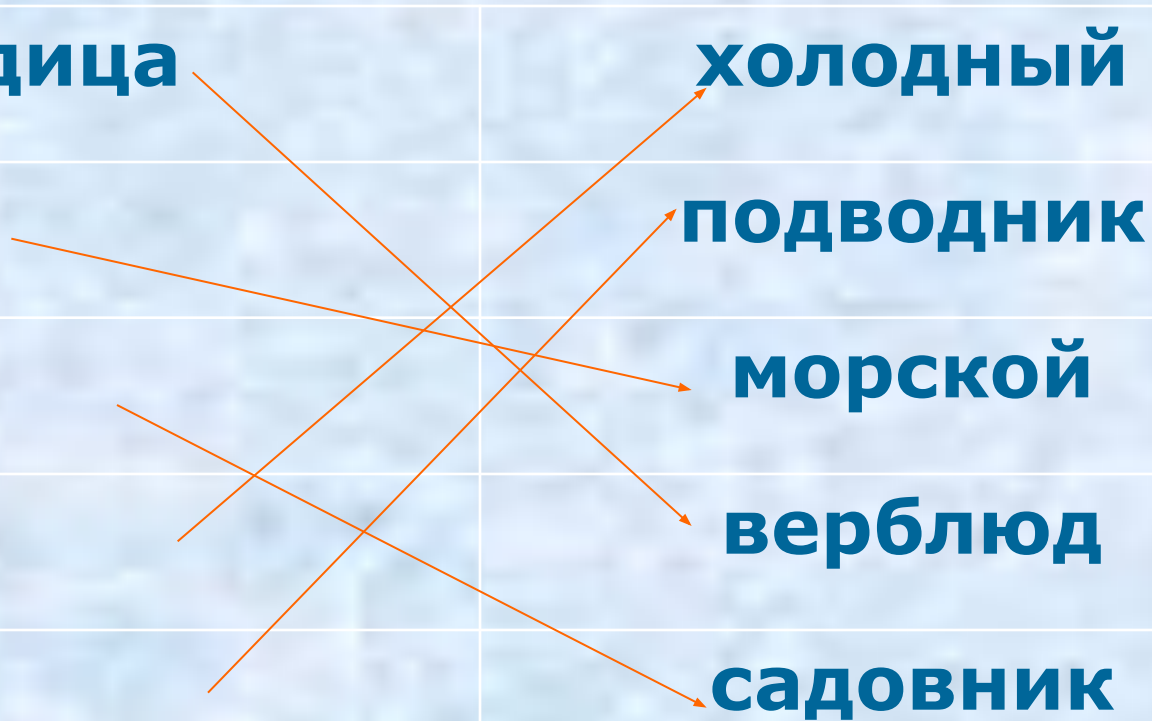 дица холодный
подводник
морской
верблюд
садовник